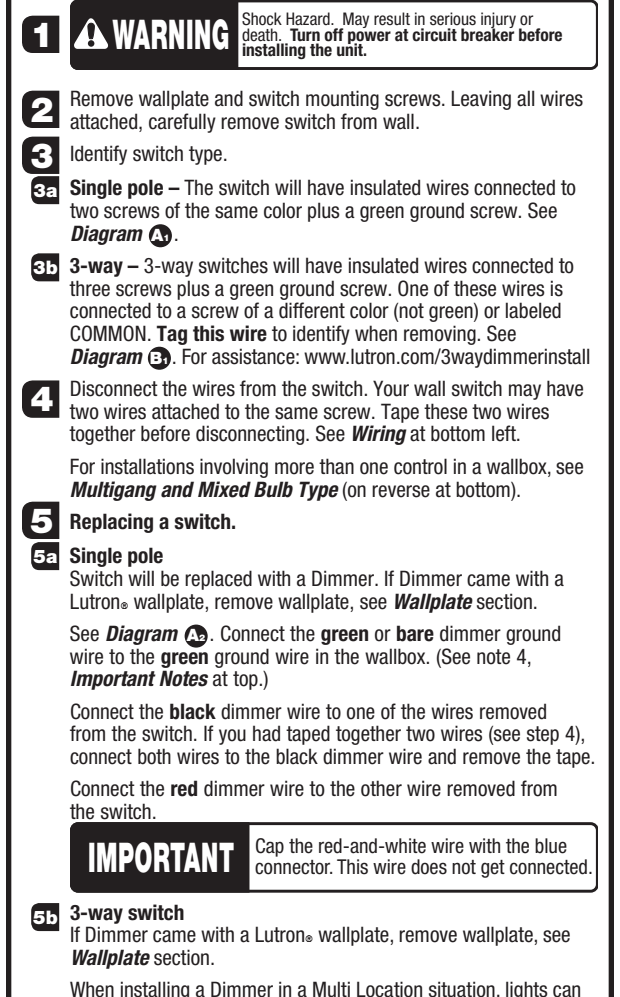 1 WARNING Shock Hazard. May result in serious injury or
death. Turn off power at circuit breaker before
installing the unit.
2 Remove wallplate and switch mounting screws. Leaving all wires
attached, carefully remove switch from wall.
3 Identify switch type.
3a Single pole – The switch will have insulated wires connected to
two screws of the same color plus a green ground screw. See
Diagram A1.
3b 3-way – 3-way switches will have insulated wires connected to
three screws plus a green ground screw. One of these wires is
connected to a screw of a different color (not green) or labeled
COMMON. Tag this wire to identify when removing. See
Diagram B1. For assistance: www.lutron.com/3waydimmerinstall
4 Disconnect the wires from the switch. Your wall switch may have
two wires attached to the same screw. Tape these two wires
together before disconnecting. See Wiring at bottom left.
For installations involving more than one control in a wallbox, see
Multigang and Mixed Bulb Type (on reverse at bottom).
5 Replacing a switch.
5a Single pole
Switch will be replaced with a Dimmer. If Dimmer came with a
Lutron® wallplate, remove wallplate, see Wallplate section.
See Diagram A2. Connect the green or bare dimmer ground
wire to the green ground wire in the wallbox. (See note 4,
Important Notes at top.)
Connect the black dimmer wire to one of the wires removed
from the switch. If you had taped together two wires (see step 4),
connect both wires to the black dimmer wire and remove the tape.
Connect the red dimmer wire to the other wire removed from
the switch.
IMPORTANT Cap the red-and-white wire with the blue
connector. This wire does not get connected.
5b 3-way switch
If Dimmer came with a Lutron® wallplate, remove wallplate, see
Wallplate section.
When installing a Dimmer in a Multi Location situation, lights can